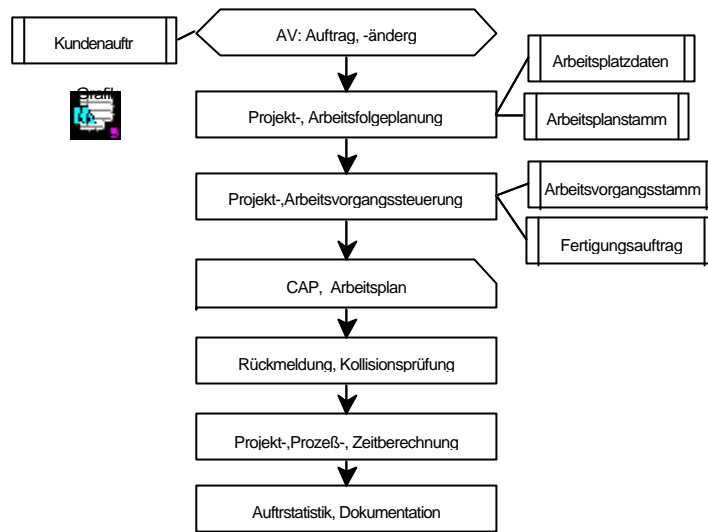 Kundenauftr
AV: Auftrag, -änderg
Arbeitsplatzdaten
Grafik
Projekt-, Arbeitsfolgeplanung
Arbeitsplanstamm
Projekt-,Arbeitsvorgangssteuerung
Arbeitsvorgangsstamm
Fertigungsauftrag
CAP, Arbeitsplan
Rückmeldung, Kollisionsprüfung
Projekt-,Prozeß-, Zeitberechnung
Auftrstatistik, Dokumentation